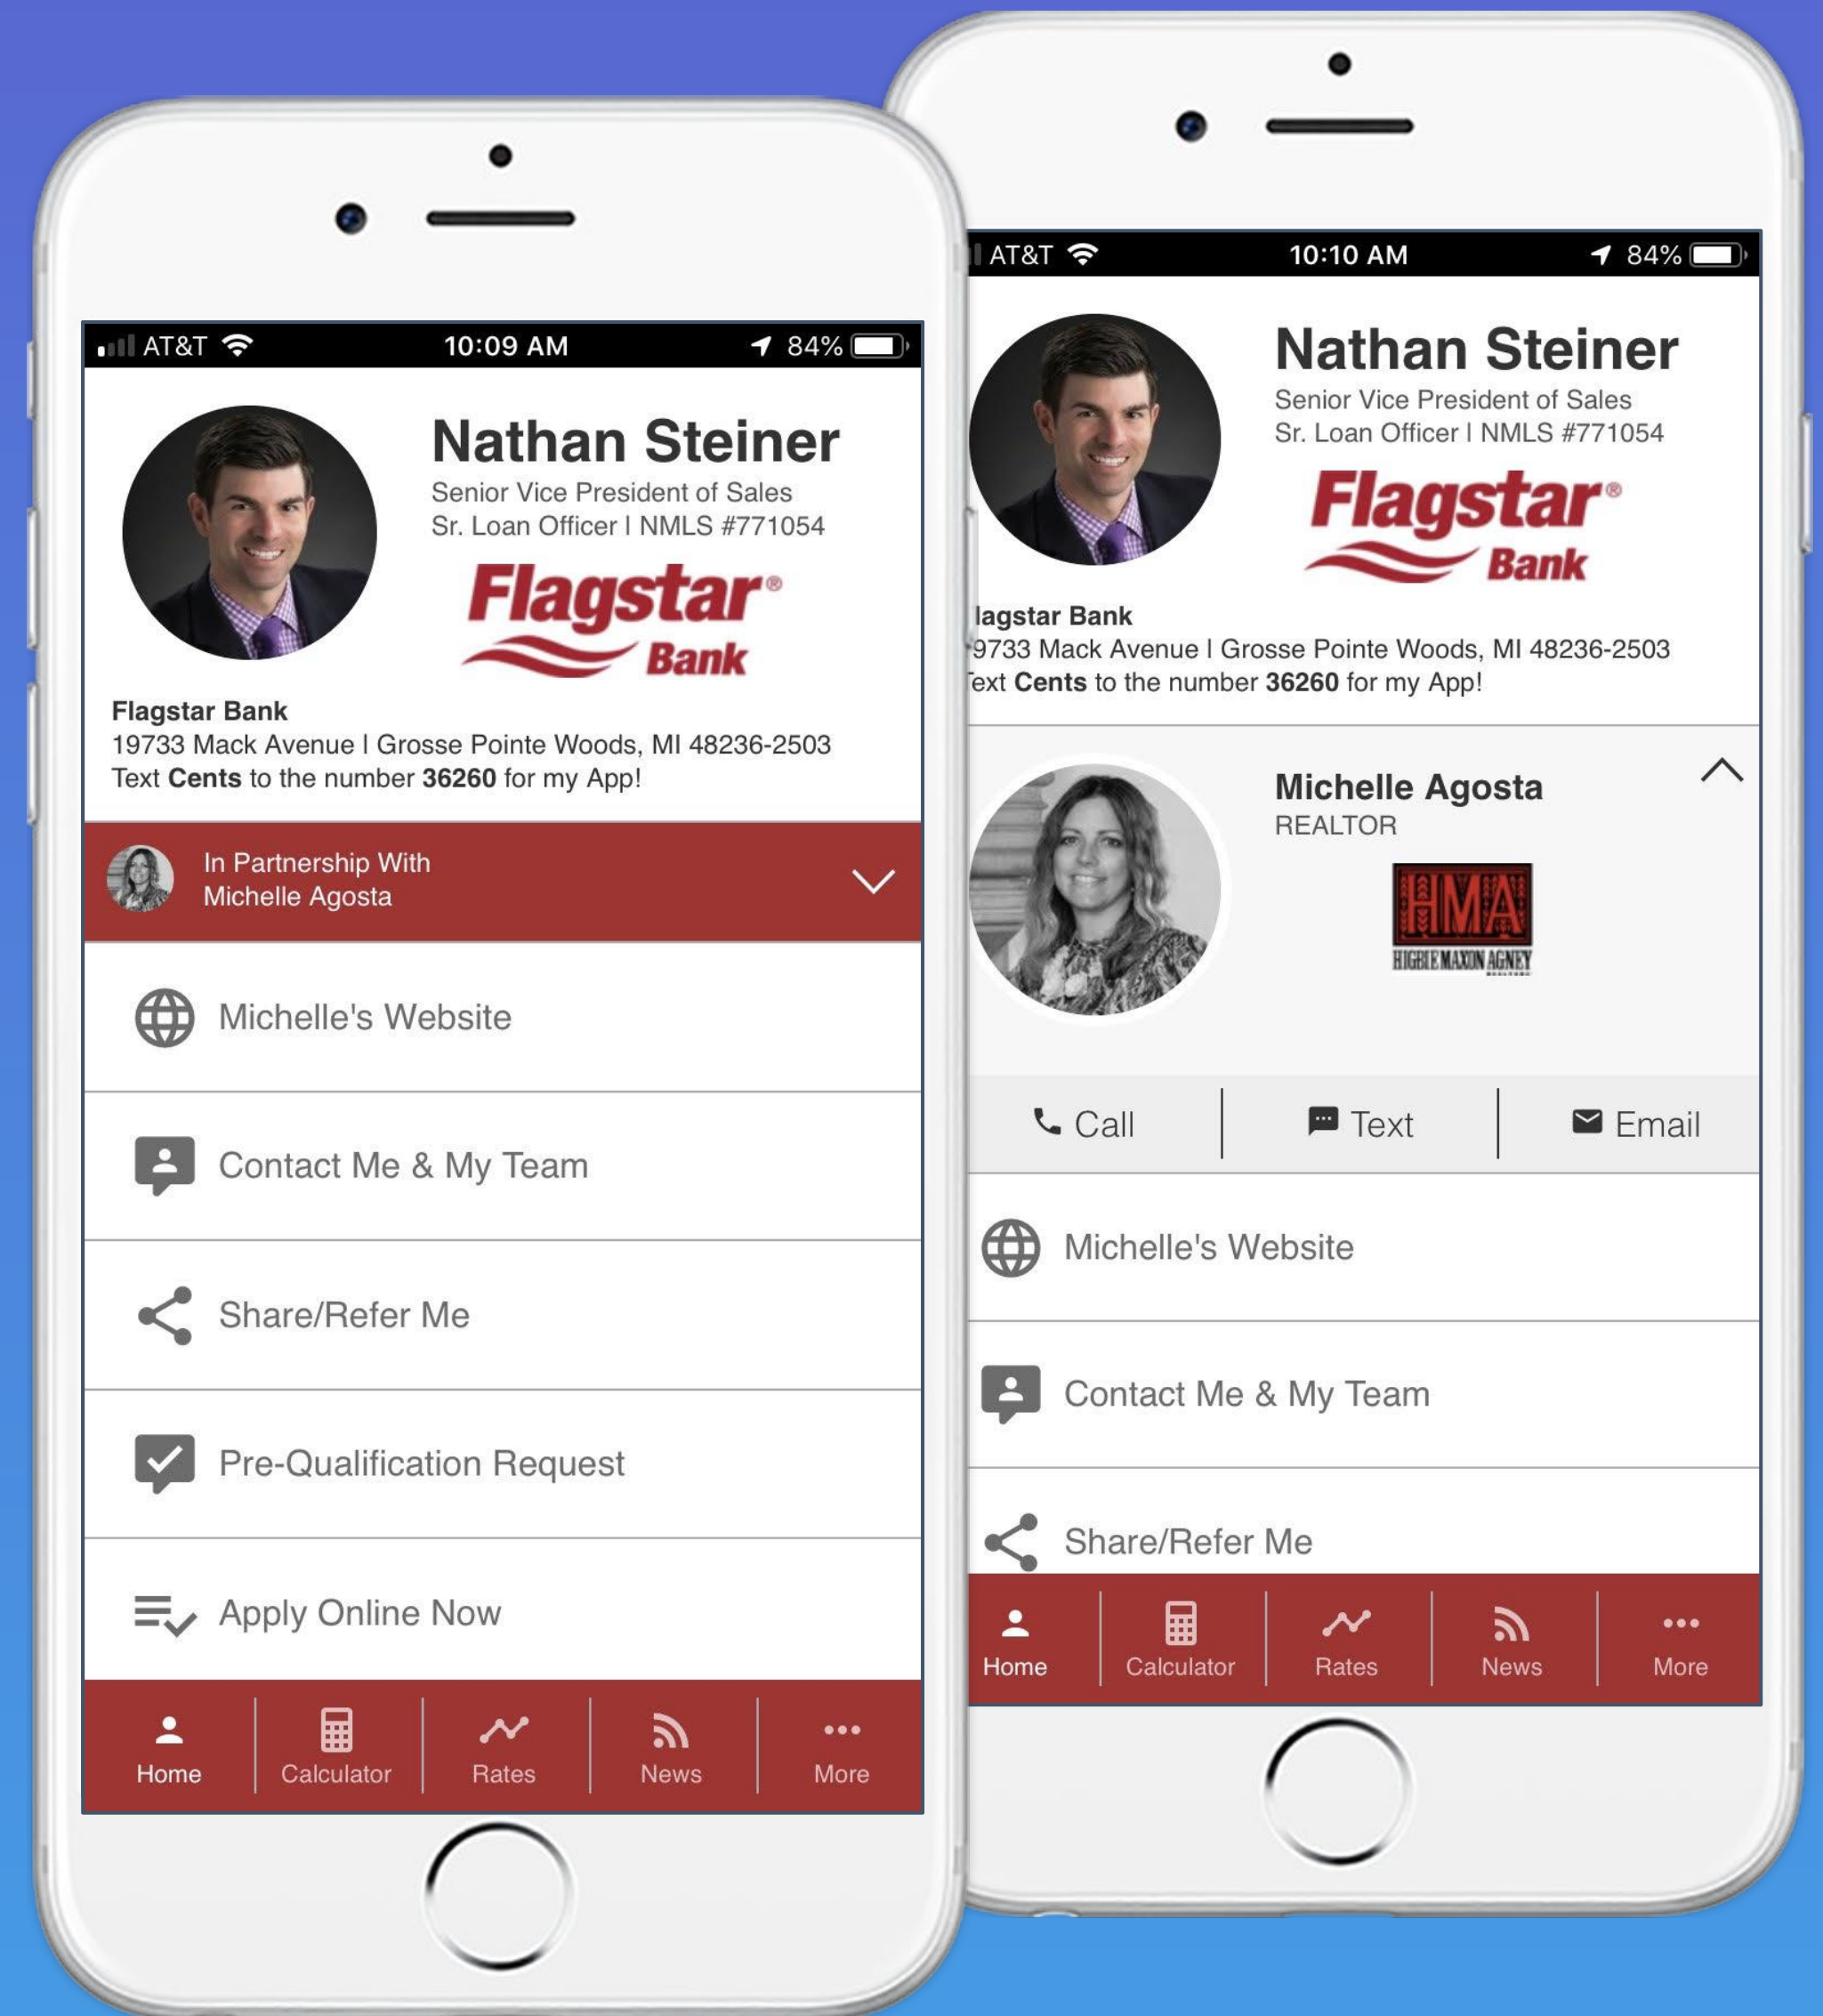 AT&T 10:09 AM 84%
Nathan Steiner
Senior Vice President of Sales
Sr. Loan Officer | NMLS #771054
Flagstar®
Bank
Flagstar Bank
19733 Mack Avenue | Grosse Pointe Woods, MI 48236-2503
Text Cents to the number 36260 for my App!
In Partnership With
Michelle Agosta
Michelle's Website
Contact Me & My Team
Share/Refer Me
Pre-Qualification Request
Apply Online Now
Home Calculator Rates News More
AT&T 10:10 AM 84%
Nathan Steiner
Senior Vice President of Sales
Sr. Loan Officer | NMLS #771054
Flagstar®
Bank
lagstar Bank
9733 Mack Avenue | Grosse Pointe Woods, MI 48236-2503
ext Cents to the number 36260 for my App!
Michelle Agosta
REALTOR
HMA
HIGBIE MAXON AGNEY
Call Text Email
Michelle's Website
Contact Me & My Team
Share/Refer Me
Home Calculator Rates News More